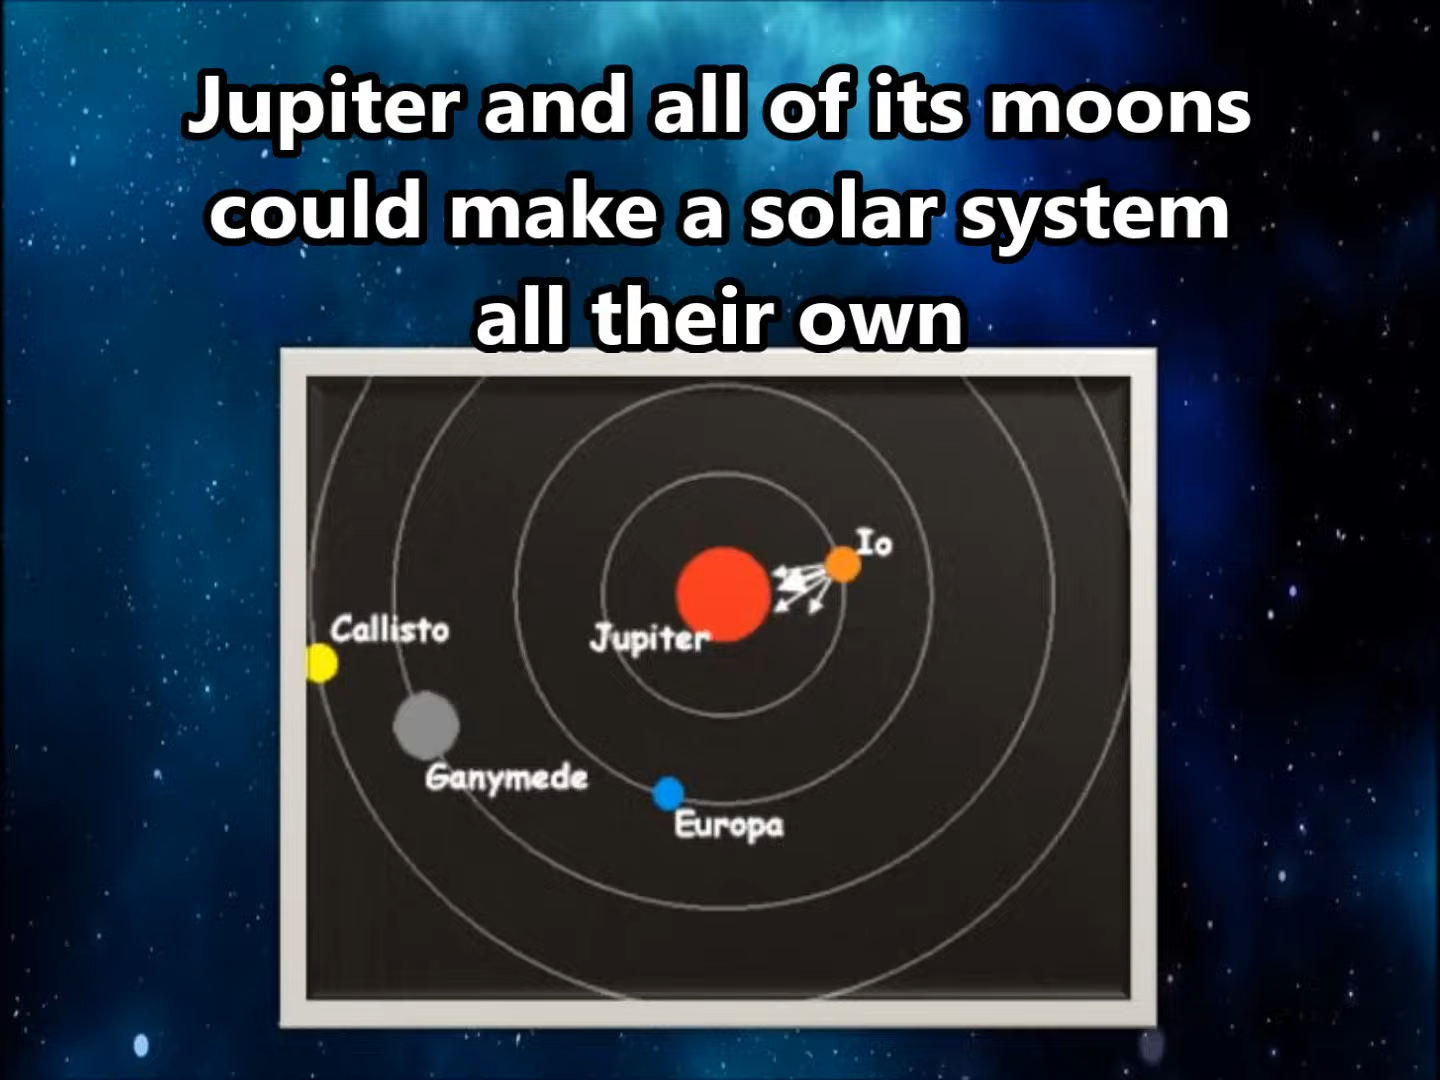 Jupiter and all of its moons
could make a solar system
all their own
Io
Callisto
Jupiter
Ganymede
Europa